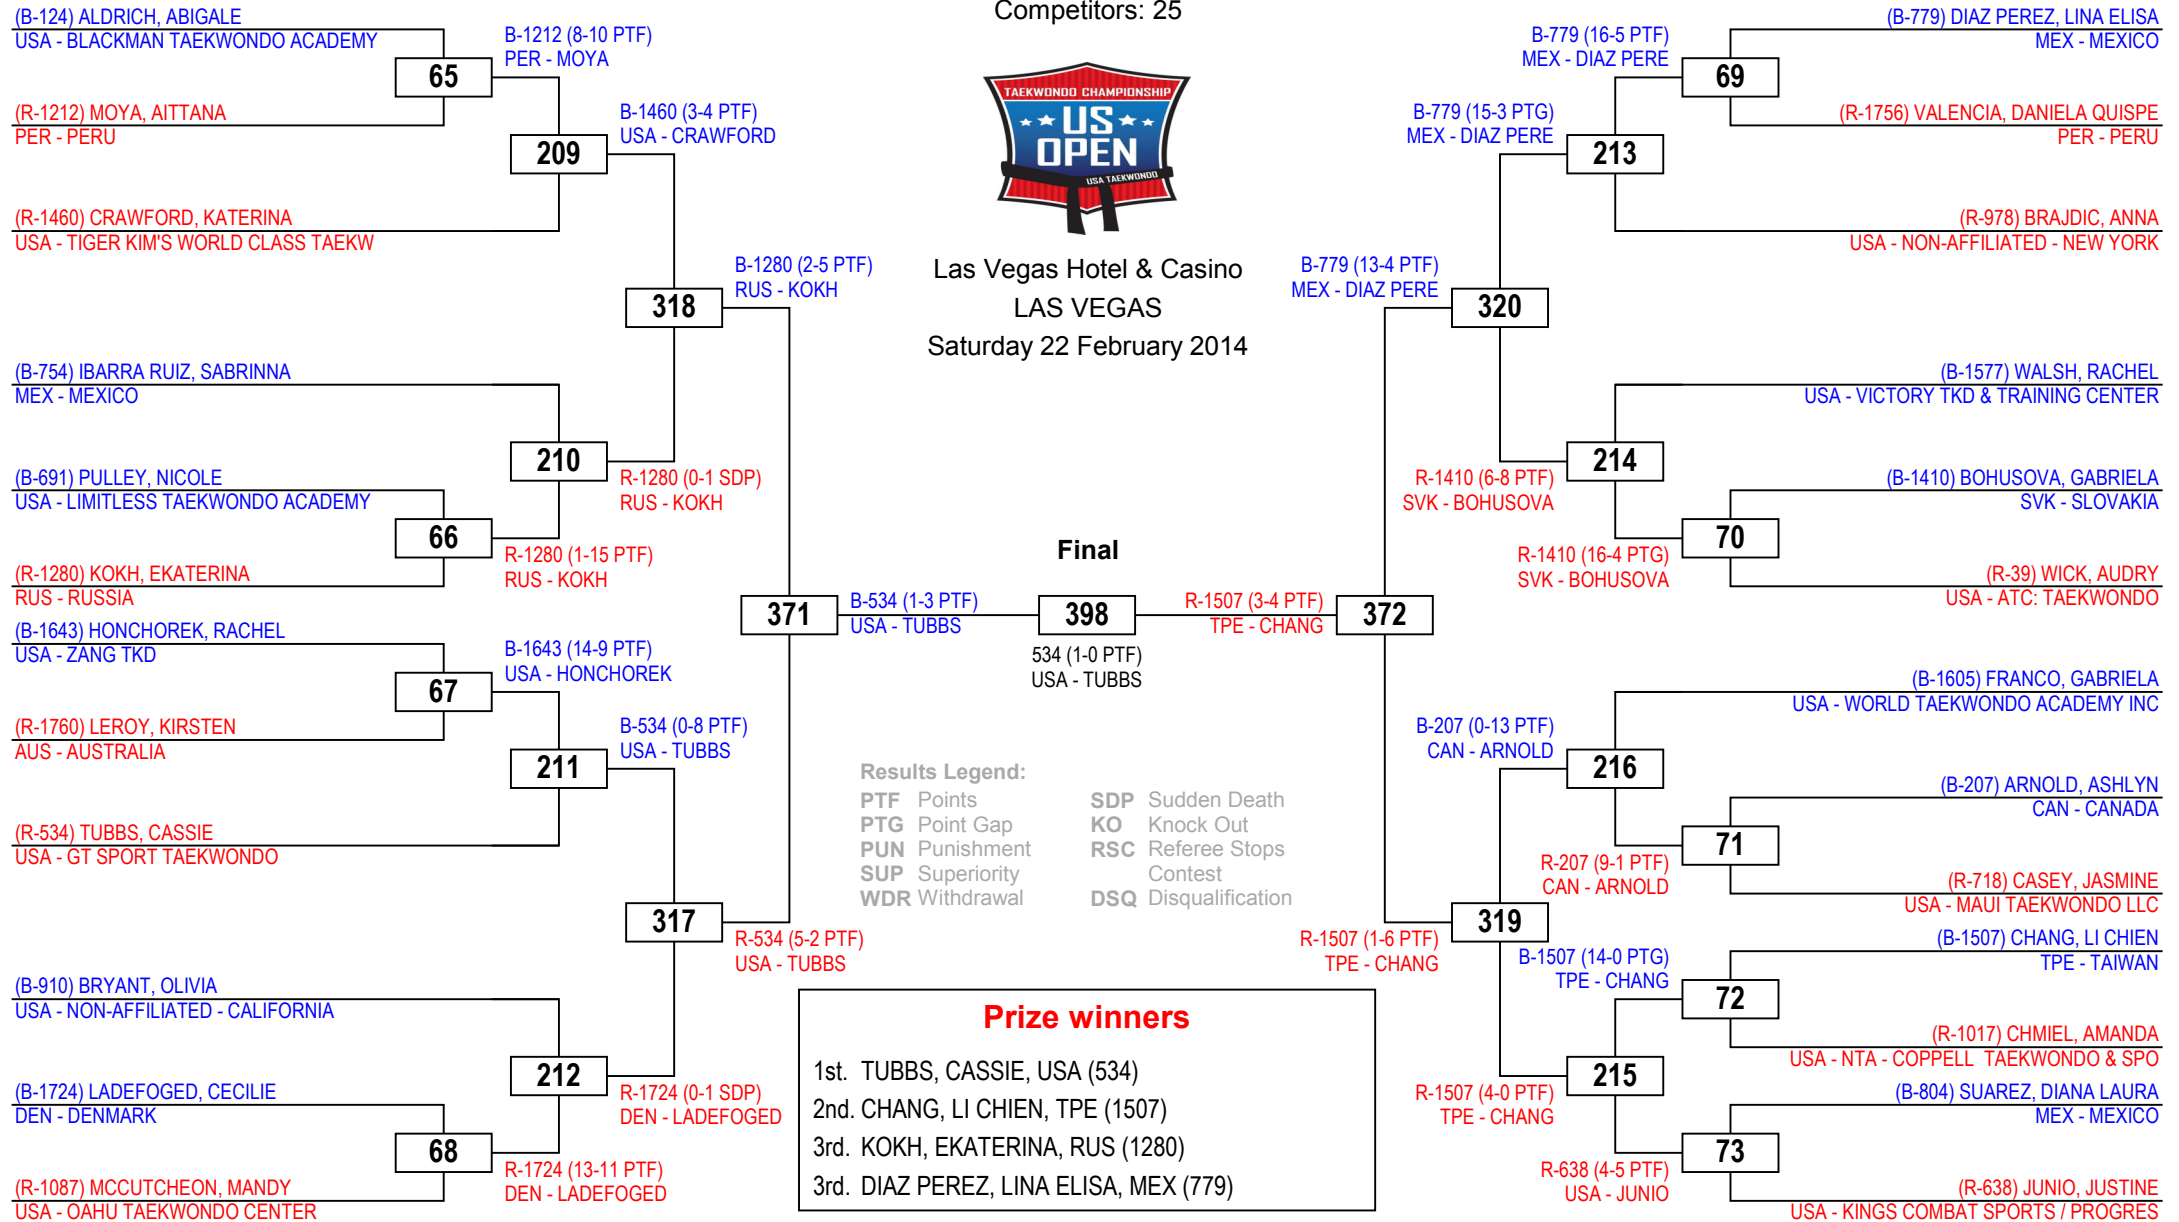 (B-124) ALDRICH, ABIGALE
USA - BLACKMAN TAEKWONDO ACADEMY
65
(R-1212) MOYA, AITTANA
PER - PERU
B-1212 (8-10 PTF)
PER - MOYA
209
(R-1460) CRAWFORD, KATERINA
USA - TIGER KIM'S WORLD CLASS TAEKW
B-1460 (3-4 PTF)
USA - CRAWFORD
318
(B-754) IBARRA RUIZ, SABRINNA
MEX - MEXICO
210
(B-691) PULLEY, NICOLE
USA - LIMITLESS TAEKWONDO ACADEMY
66
(R-1280) KOKH, EKATERINA
RUS - RUSSIA
R-1280 (1-15 PTF)
RUS - KOKH
R-1280 (0-1 SDP)
RUS - KOKH
B-1280 (2-5 PTF)
RUS - KOKH
371
(B-1643) HONCHOREK, RACHEL
USA - ZANG TKD
67
(R-1760) LEROY, KIRSTEN
AUS - AUSTRALIA
B-1643 (14-9 PTF)
USA - HONCHOREK
211
(R-534) TUBBS, CASSIE
USA - GT SPORT TAEKWONDO
B-534 (0-8 PTF)
USA - TUBBS
317
(B-910) BRYANT, OLIVIA
USA - NON-AFFILIATED - CALIFORNIA
212
(B-1724) LADEFOGED, CECILIE
DEN - DENMARK
68
(R-1087) MCCUTCHEON, MANDY
USA - OAHU TAEKWONDO CENTER
R-1724 (13-11 PTF)
DEN - LADEFOGED
R-1724 (0-1 SDP)
DEN - LADEFOGED
R-534 (5-2 PTF)
USA - TUBBS
B-534 (1-3 PTF)
USA - TUBBS
Competitors: 25
TAEKWONDO CHAMPIONSHIP
US
OPEN
USA TAEKWONDO
Las Vegas Hotel & Casino
LAS VEGAS
Saturday 22 February 2014
Final
398
534 (1-0 PTF)
USA - TUBBS
Results Legend:
PTF Points
PTG Point Gap
PUN Punishment
SUP Superiority
WDR Withdrawal
SDP Sudden Death
KO Knock Out
RSC Referee Stops
Contest
DSQ Disqualification
Prize winners
1st. TUBBS, CASSIE, USA (534)
2nd. CHANG, LI CHIEN, TPE (1507)
3rd. KOKH, EKATERINA, RUS (1280)
3rd. DIAZ PEREZ, LINA ELISA, MEX (779)
R-1507 (3-4 PTF)
TPE - CHANG
372
B-779 (13-4 PTF)
MEX - DIAZ PERE
320
B-779 (15-3 PTG)
MEX - DIAZ PERE
213
B-779 (16-5 PTF)
MEX - DIAZ PERE
69
(B-779) DIAZ PEREZ, LINA ELISA
MEX - MEXICO
(R-1756) VALENCIA, DANIELA QUISPE
PER - PERU
(R-978) BRAJDIC, ANNA
USA - NON-AFFILIATED - NEW YORK
(B-1577) WALSH, RACHEL
USA - VICTORY TKD & TRAINING CENTER
214
R-1410 (6-8 PTF)
SVK - BOHUSOVA
(B-1410) BOHUSOVA, GABRIELA
SVK - SLOVAKIA
70
R-1410 (16-4 PTG)
SVK - BOHUSOVA
(R-39) WICK, AUDRY
USA - ATC: TAEKWONDO
(B-1605) FRANCO, GABRIELA
USA - WORLD TAEKWONDO ACADEMY INC
B-207 (0-13 PTF)
CAN - ARNOLD
216
(B-207) ARNOLD, ASHLYN
CAN - CANADA
71
R-207 (9-1 PTF)
CAN - ARNOLD
(R-718) CASEY, JASMINE
USA - MAUI TAEKWONDO LLC
319
R-1507 (1-6 PTF)
TPE - CHANG
(B-1507) CHANG, LI CHIEN
TPE - TAIWAN
B-1507 (14-0 PTG)
TPE - CHANG
72
(R-1017) CHMIEL, AMANDA
USA - NTA - COPPELL TAEKWONDO & SPO
215
R-1507 (4-0 PTF)
TPE - CHANG
(B-804) SUAREZ, DIANA LAURA
MEX - MEXICO
73
R-638 (4-5 PTF)
USA - JUNIO
(R-638) JUNIO, JUSTINE
USA - KINGS COMBAT SPORTS / PROGRES